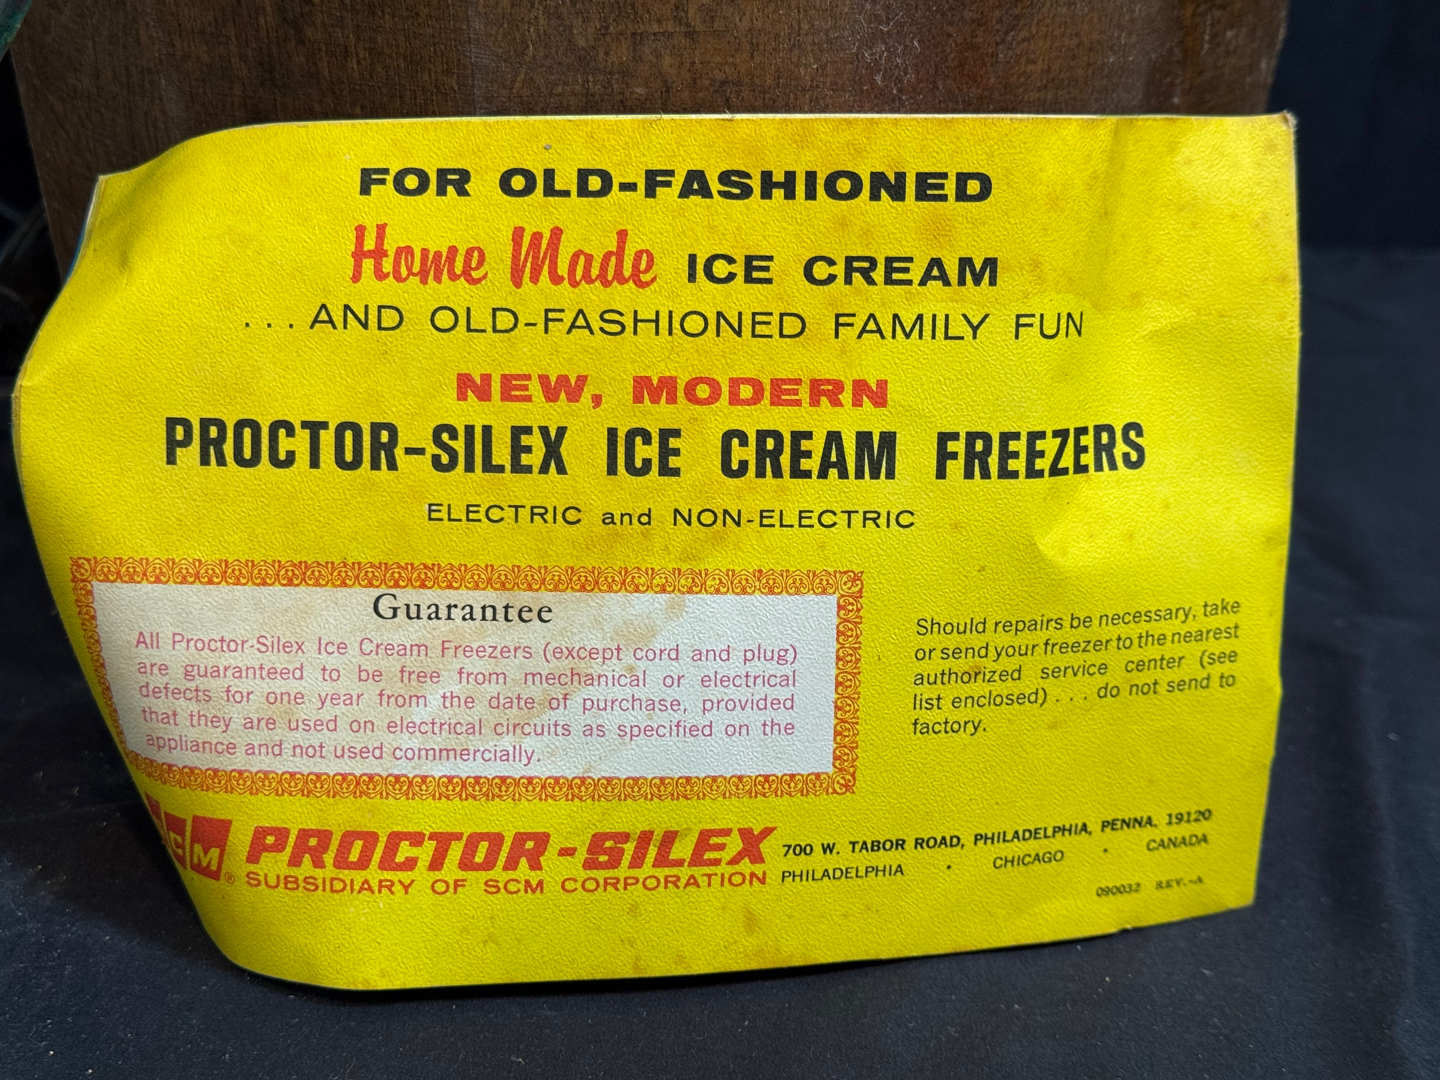 FOR OLD-FASHIONED
Home Made ICE CREAM
...AND OLD-FASHIONED FAMILY FUN
NEW, MODERN
PROCTOR-SILEX ICE CREAM FREEZERS
ELECTRIC and NON-ELECTRIC
Guarantee
All Proctor-Silex Ice Cream Freezers (except cord and plug)
are guaranteed to be free from mechanical or electrical
defects for one year from the date of purchase, provided
that they are used on electrical circuits as specified on the
appliance and not used commercially.
Should repairs be necessary, take
or send your freezer to the nearest
authorized service center (see
list enclosed) . . . do not send to
factory.
SCM® PROCTOR-SILEX
SUBSIDIARY OF SCM CORPORATION
700 W. TABOR ROAD, PHILADELPHIA, PENNA. 19120
PHILADELPHIA · CHICAGO · CANADA
090032 REV.-A